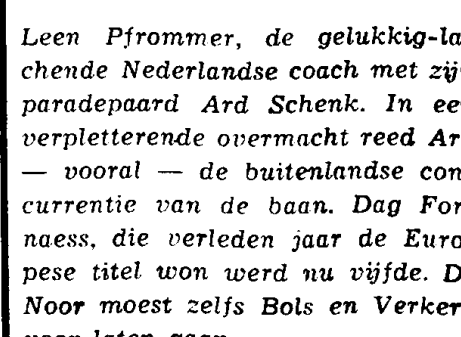 Leen Pfrommer, de gelukkig-la
chende Nederlandse coach met zij
paradepaard Ard Schenk. In ee
verpletterende overmacht reed Ar
— vooral — de buitenlandse con
currentie van de baan. Dag For
naess, die verleden jaar de Euro
pese titel won werd nu vijfde. D
Noor moest zelfs Bols en Verker